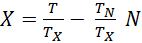 X = T/T_X − T_N/T_X N